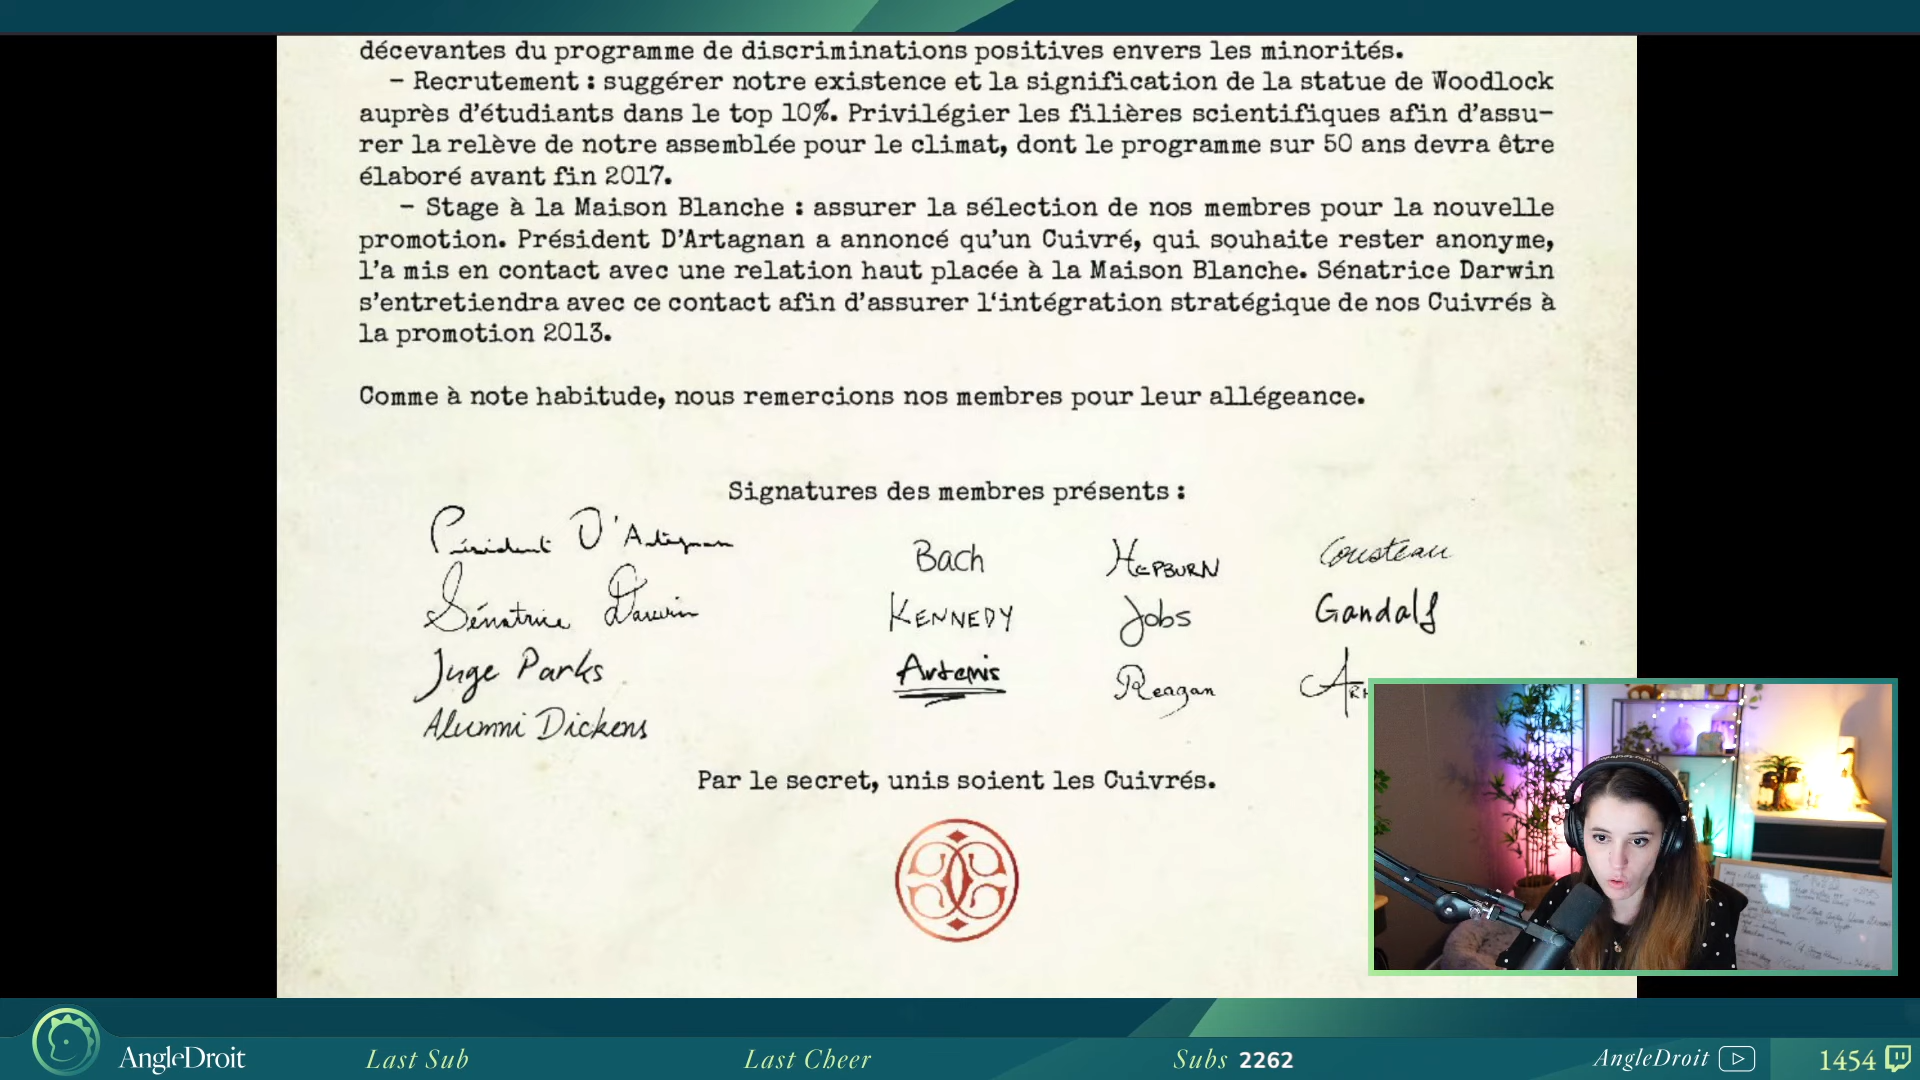 décevantes du programme de discriminations positives envers les minorités.
– Recrutement : suggérer notre existence et la signification de la statue de Woodlock
auprès d’étudiants dans le top 10%. Privilégier les filières scientifiques afin d’assu–
rer la relève de notre assemblée pour le climat, dont le programme sur 50 ans devra être
élaboré avant fin 2017.
– Stage à la Maison Blanche : assurer la sélection de nos membres pour la nouvelle
promotion. Président D’Artagnan a annoncé qu’un Cuivré, qui souhaite rester anonyme,
l’a mis en contact avec une relation haut placée à la Maison Blanche. Sénatrice Darwin
s’entretiendra avec ce contact afin d’assurer l‘intégration stratégique de nos Cuivrés à
la promotion 2013.
Comme à note habitude, nous remercions nos membres pour leur allégeance.
Signatures des membres présents :
Président D'Artagnan
Bach
HEPBURN
Cousteau
Sénatrice Darwin
KENNEDY
Jobs
Gandalf
Juge Parks
Artemis
Reagan
Alumni Dickens
Par le secret, unis soient les Cuivrés.
AngleDroit
Last Sub
Last Cheer
Subs 2262
AngleDroit
1454